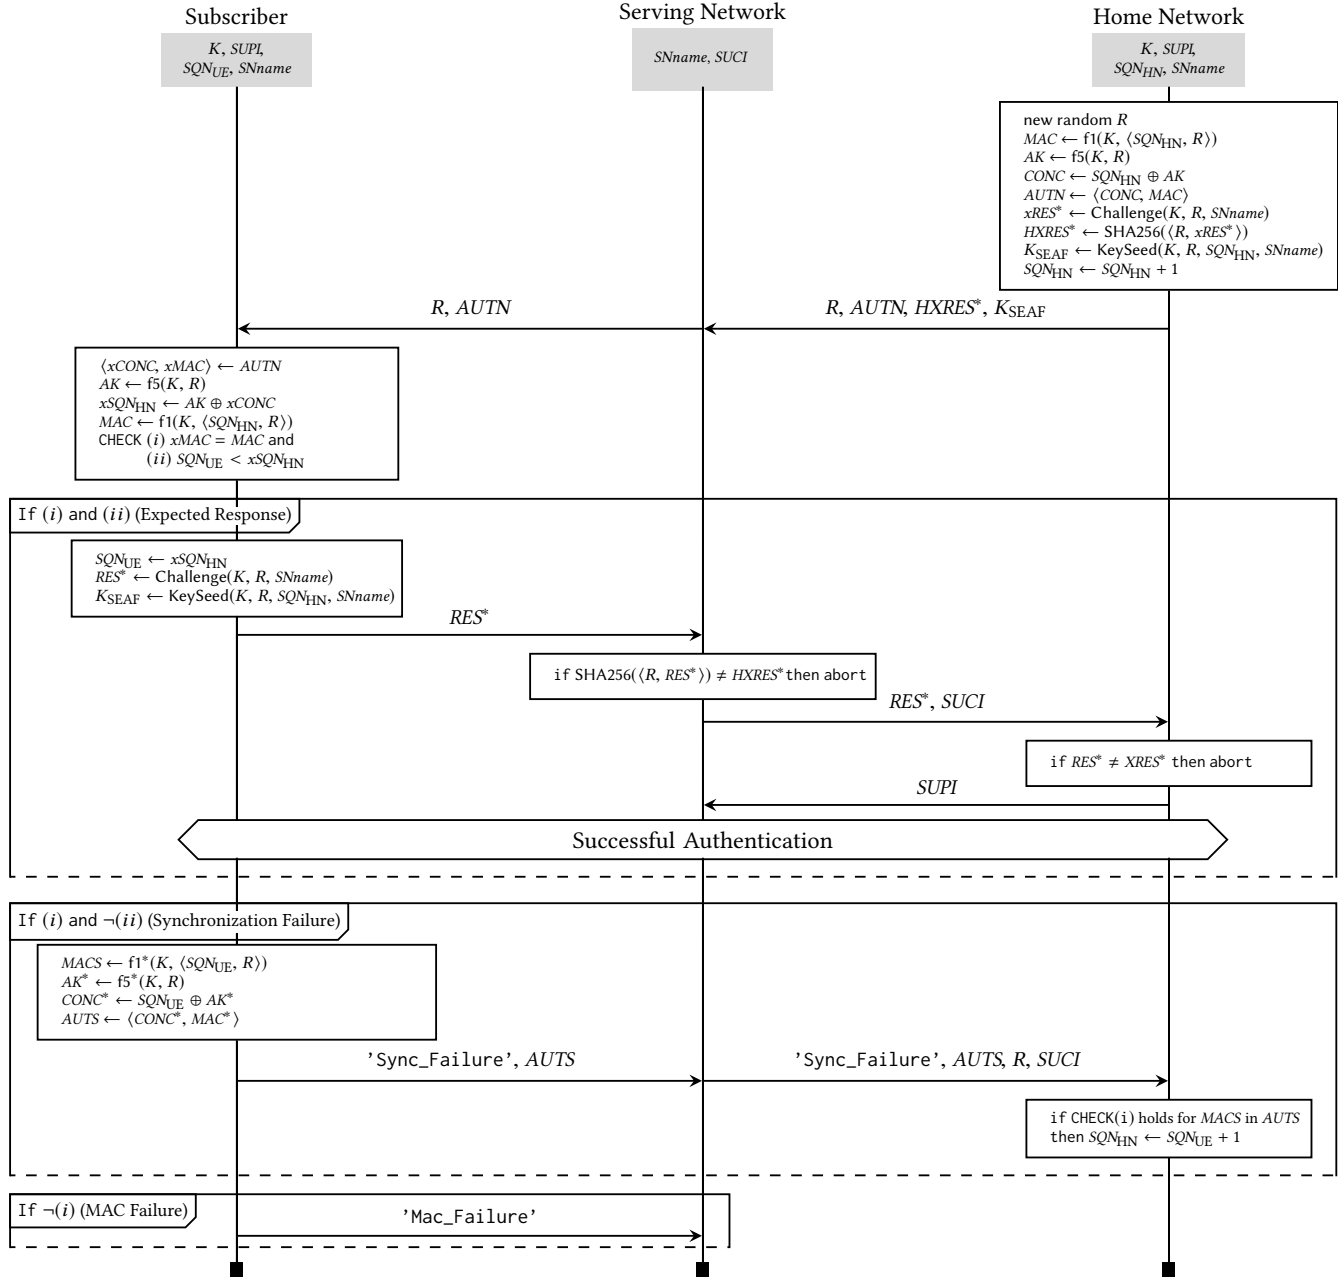 Subscriber
Serving Network
Home Network
K, SUPI,
SQN_UE, SNname
SNname, SUCI
K, SUPI,
SQN_HN, SNname
new random R
MAC ← f1(K, ⟨SQN_HN, R⟩)
AK ← f5(K, R)
CONC ← SQN_HN ⊕ AK
AUTN ← ⟨CONC, MAC⟩
xRES* ← Challenge(K, R, SNname)
HXRES* ← SHA256(⟨R, xRES*⟩)
K_SEAF ← KeySeed(K, R, SQN_HN, SNname)
SQN_HN ← SQN_HN + 1
R, AUTN
R, AUTN, HXRES*, K_SEAF
⟨xCONC, xMAC⟩ ← AUTN
AK ← f5(K, R)
xSQN_HN ← AK ⊕ xCONC
MAC ← f1(K, ⟨SQN_HN, R⟩)
CHECK (i) xMAC = MAC and
(ii) SQN_UE < xSQN_HN
If (i) and (ii) (Expected Response)
SQN_UE ← xSQN_HN
RES* ← Challenge(K, R, SNname)
K_SEAF ← KeySeed(K, R, SQN_HN, SNname)
RES*
if SHA256(⟨R, RES*⟩) ≠ HXRES* then abort
RES*, SUCI
if RES* ≠ XRES* then abort
SUPI
Successful Authentication
If (i) and ¬(ii) (Synchronization Failure)
MACS ← f1*(K, ⟨SQN_UE, R⟩)
AK* ← f5*(K, R)
CONC* ← SQN_UE ⊕ AK*
AUTS ← ⟨CONC*, MAC*⟩
'Sync_Failure', AUTS
'Sync_Failure', AUTS, R, SUCI
if CHECK(i) holds for MACS in AUTS
then SQN_HN ← SQN_UE + 1
If ¬(i) (MAC Failure)
'Mac_Failure'